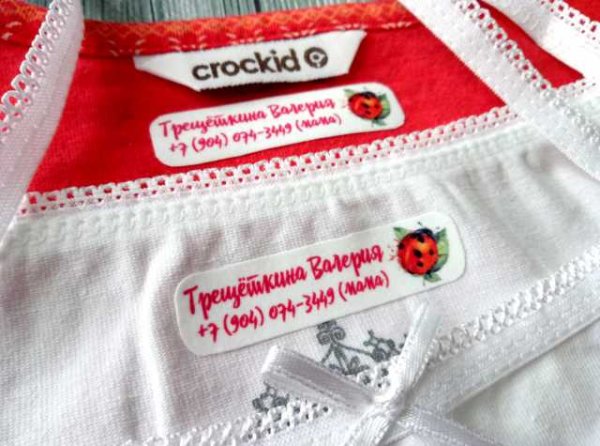 crockid
Трещёткина Валерия
+7 (904) 074-3449 (мама)
Трещёткина Валерия
+7 (904) 074-3449 (мама)